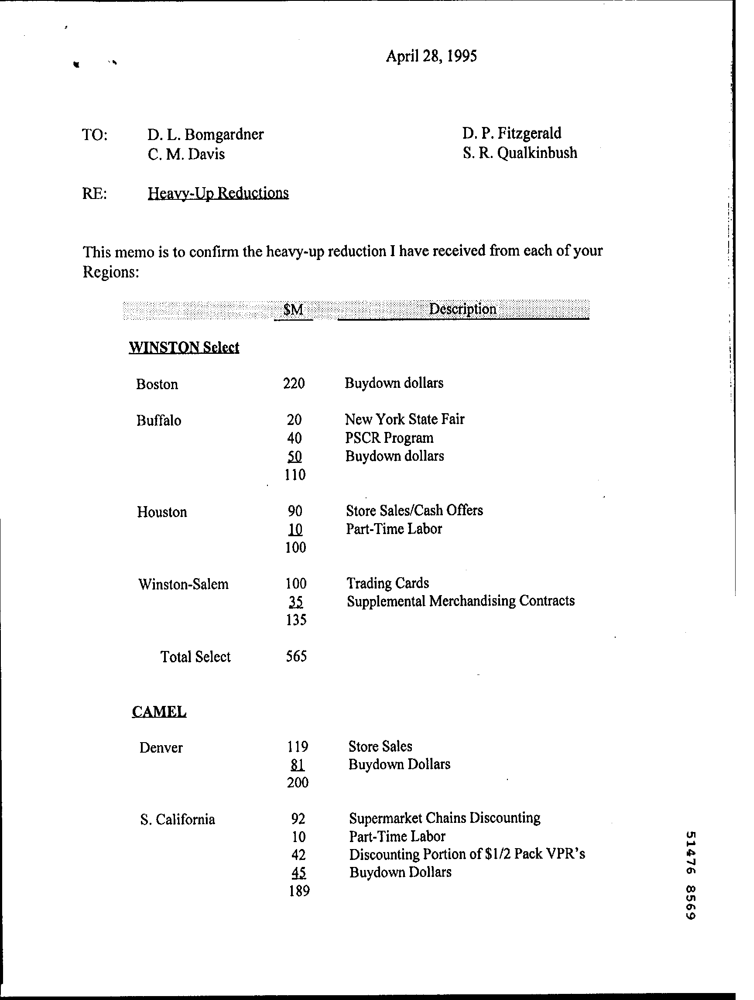 April 28, 1995
TO: D. L. Bomgardner D. P. Fitzgerald
C. M. Davis S. R. Qualkinbush
RE: Heavy-Up Reductions
This memo is to confirm the heavy-up reduction I have received from each of your
Regions:
$M Description
WINSTON Select
Boston 220 Buydown dollars
Buffalo 20 New York State Fair
40 PSCR Program
50 Buydown dollars
110
Houston 90 Store Sales/Cash Offers
10 Part-Time Labor
100
Winston-Salem 100 Trading Cards
35 Supplemental Merchandising Contracts
135
Total Select 565
CAMEL
Denver 119 Store Sales
81 Buydown Dollars
200
S. California 92 Supermarket Chains Discounting
10 Part-Time Labor
42 Discounting Portion of $1/2 Pack VPR's
45 Buydown Dollars
189
51476 8569